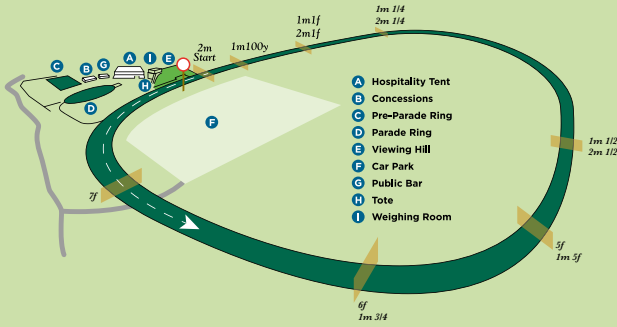 1m 1/4
2m 1/4
1m1f
2m1f
1m100y
2m
Start
A
I
E
C
B
G
H
D
F
7f
A Hospitality Tent
B Concessions
C Pre-Parade Ring
D Parade Ring
E Viewing Hill
F Car Park
G Public Bar
H Tote
I Weighing Room
1m 1/2
2m 1/2
5f
1m 5f
6f
1m 3/4